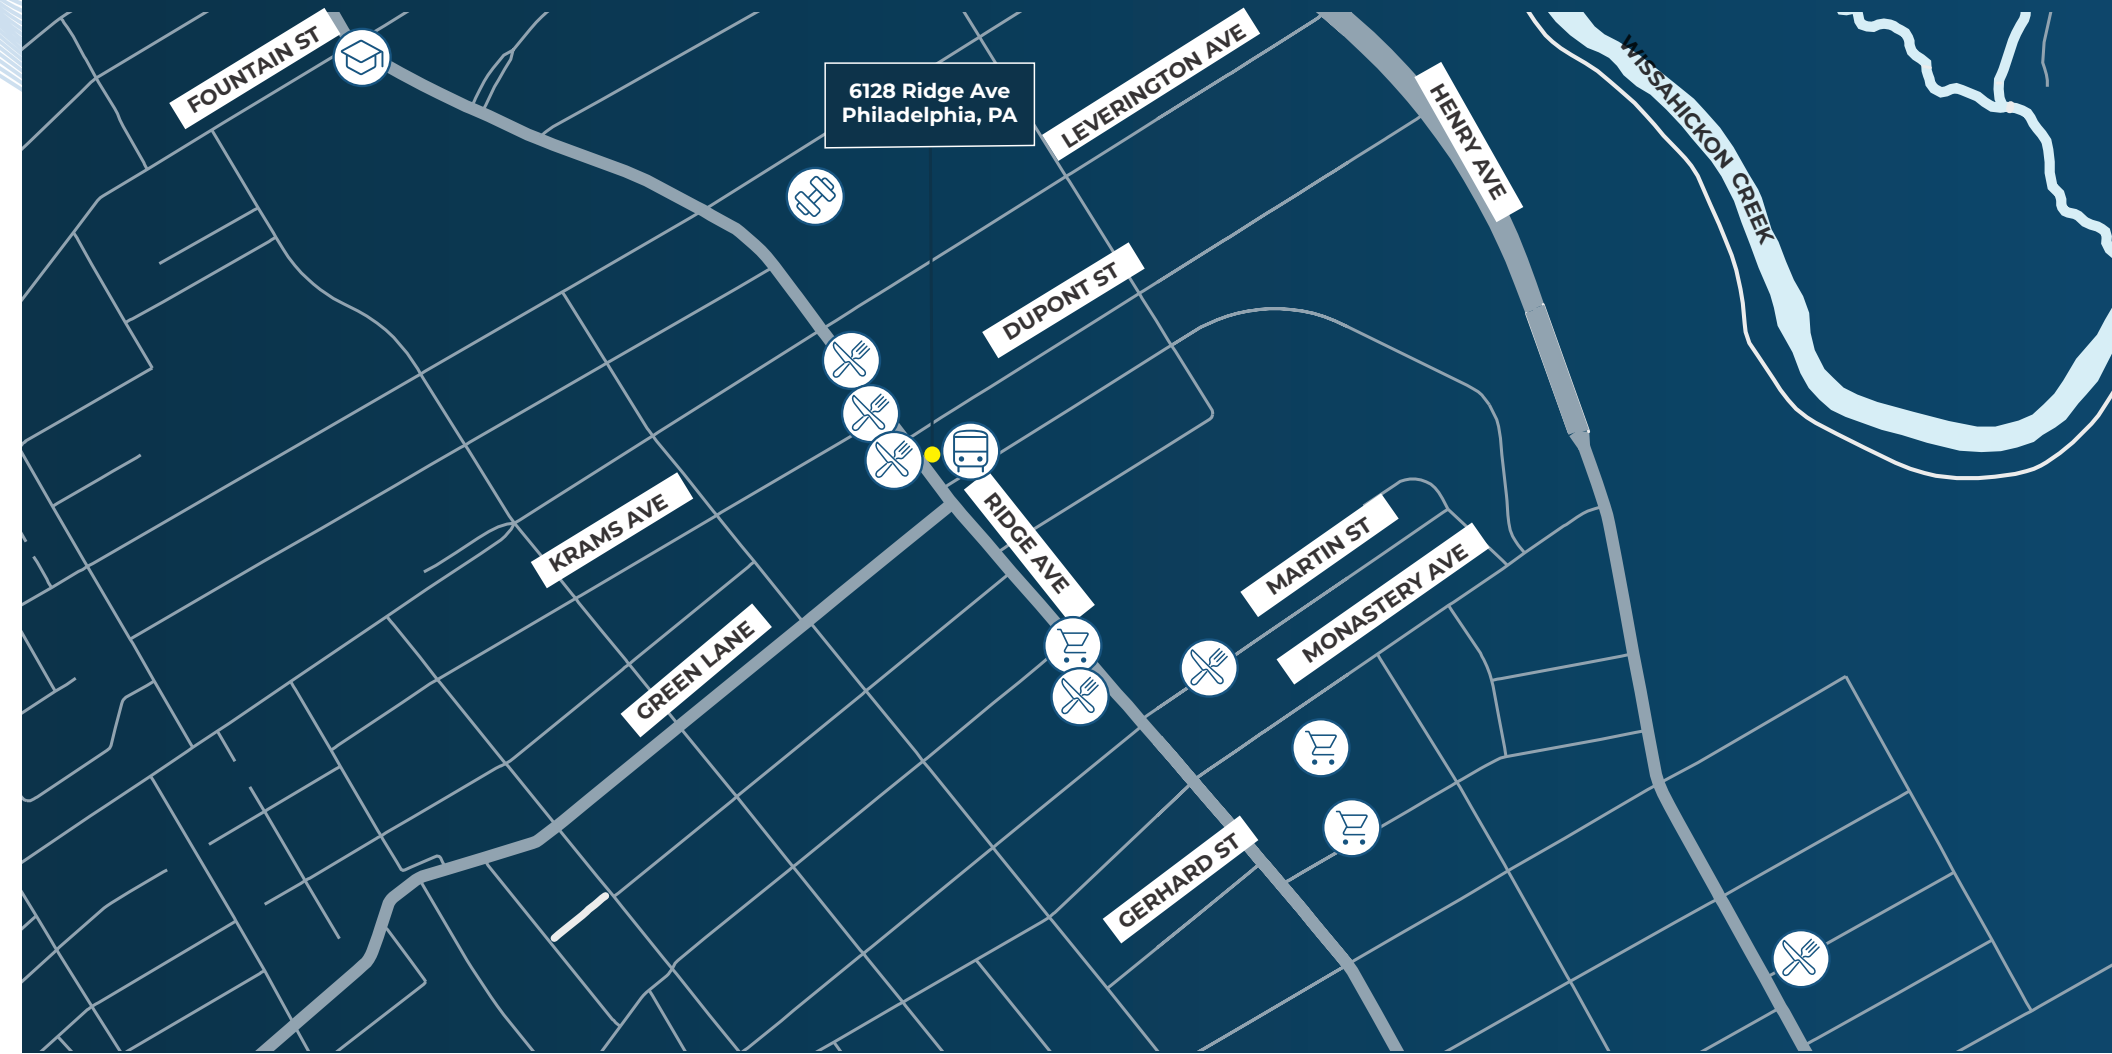 FOUNTAIN ST
6128 Ridge Ave
Philadelphia, PA
LEVERINGTON AVE
HENRY AVE
WISSAHICKON CREEK
DUPONT ST
KRAMS AVE
RIDGE AVE
MARTIN ST
MONASTERY AVE
GREEN LANE
GERHARD ST